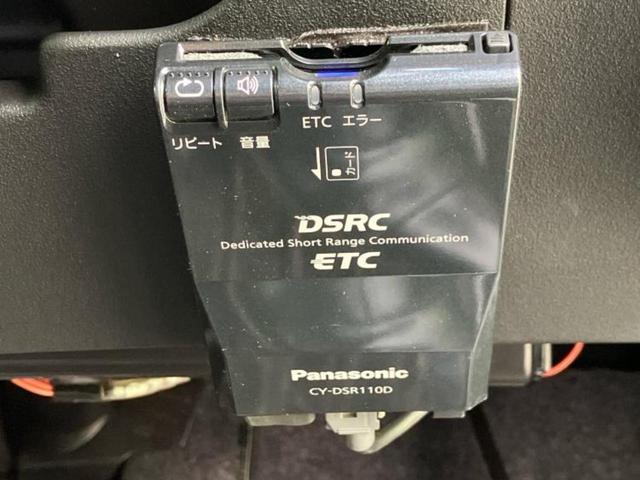 ETC エラー
リピート 音量
カード
DSRC
Dedicated Short Range Communication
ETC
Panasonic
CY-DSR110D